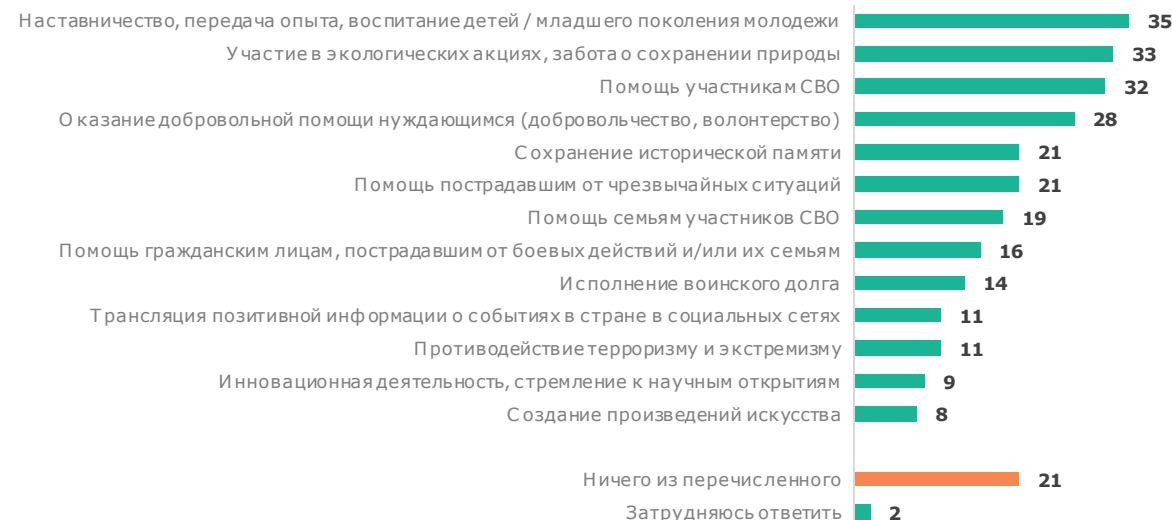 Наставничество, передача опыта, воспитание детей / младшего поколения молодежи 35
Участие в экологических акциях, забота о сохранении природы 33
Помощь участникам СВО 32
Оказание добровольной помощи нуждающимся (добровольчество, волонтерство) 28
Сохранение исторической памяти 21
Помощь пострадавшим от чрезвычайных ситуаций 21
Помощь семьям участников СВО 19
Помощь гражданским лицам, пострадавшим от боевых действий и/или их семьям 16
Исполнение воинского долга 14
Трансляция позитивной информации о событиях в стране в социальных сетях 11
Противодействие терроризму и экстремизму 11
Инновационная деятельность, стремление к научным открытиям 9
Создание произведений искусства 8
Ничего из перечисленного 21
Затрудняюсь ответить 2